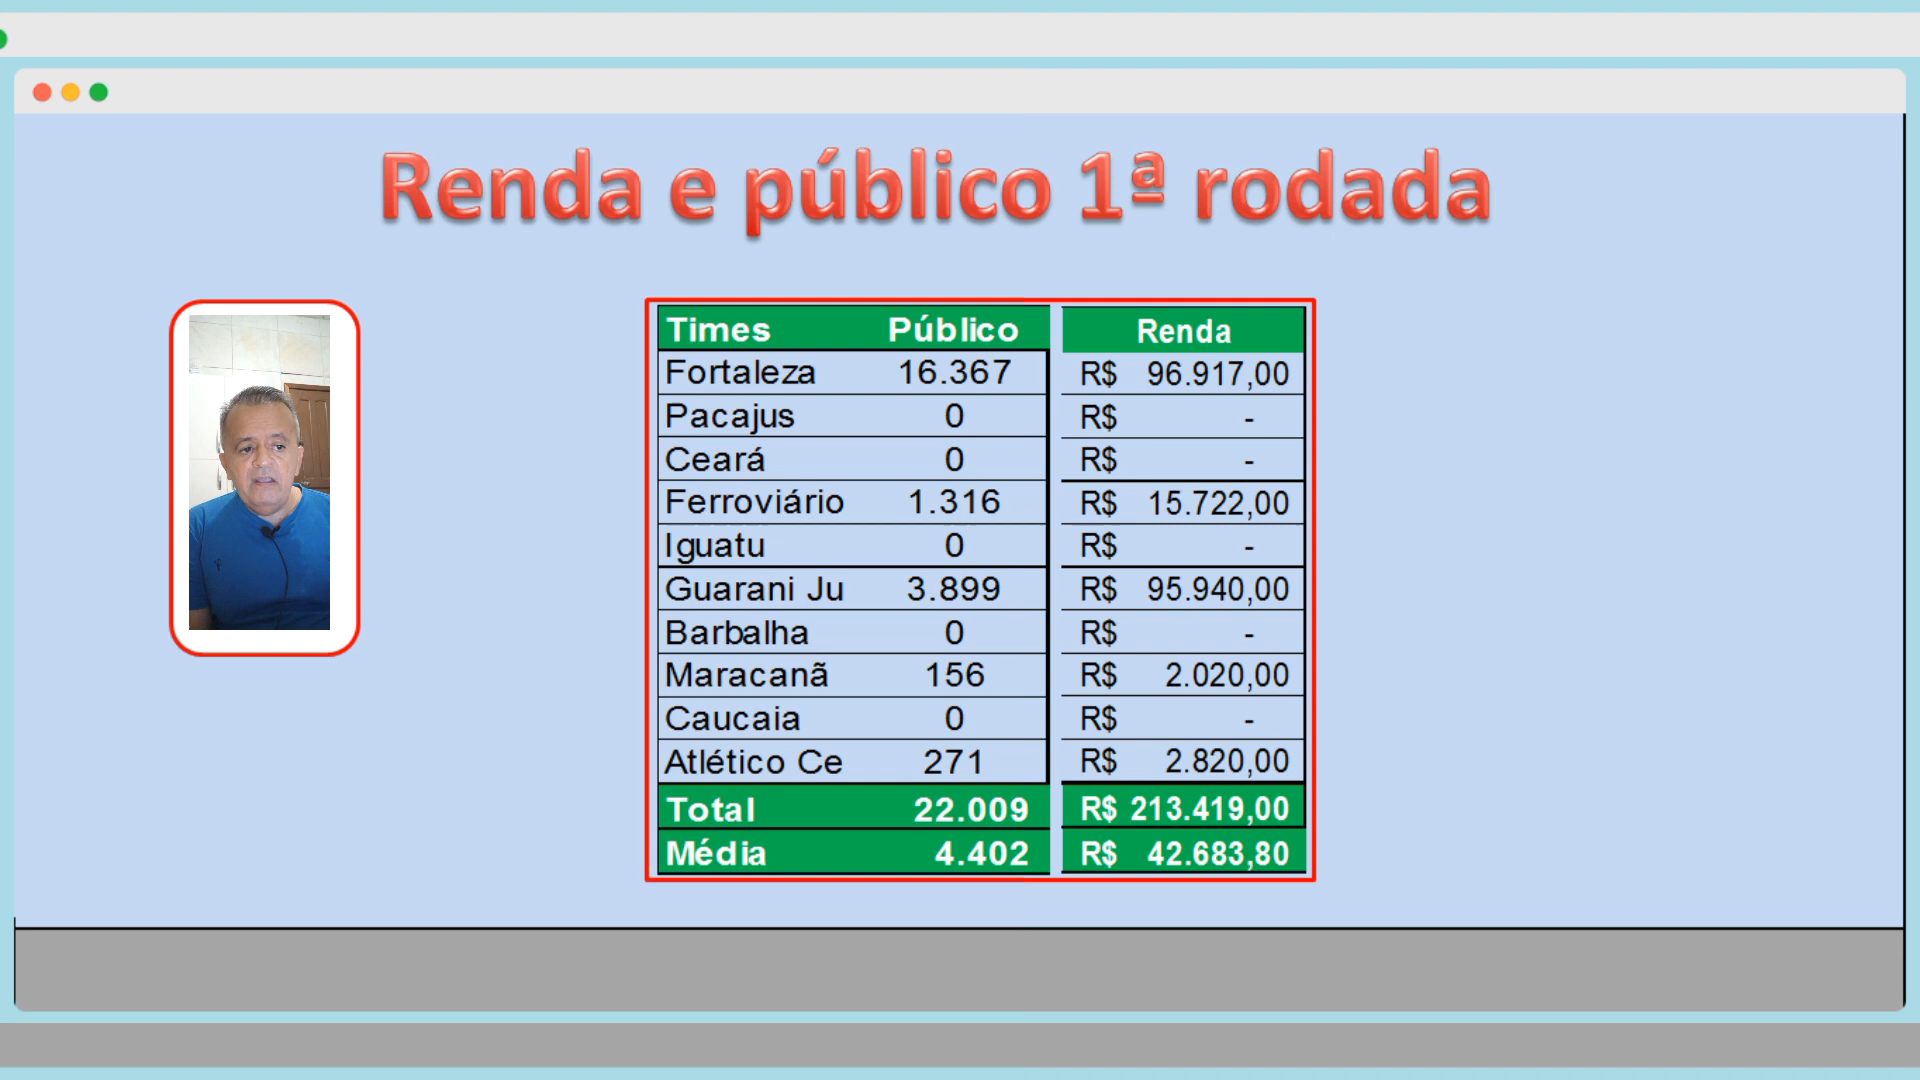 Renda e público 1ª rodada
Times Público Renda
Fortaleza 16.367 R$ 96.917,00
Pacajus 0 R$ -
Ceará 0 R$ -
Ferroviário 1.316 R$ 15.722,00
Iguatu 0 R$ -
Guarani Ju 3.899 R$ 95.940,00
Barbalha 0 R$ -
Maracanã 156 R$ 2.020,00
Caucaia 0 R$ -
Atlético Ce 271 R$ 2.820,00
Total 22.009 R$ 213.419,00
Média 4.402 R$ 42.683,80